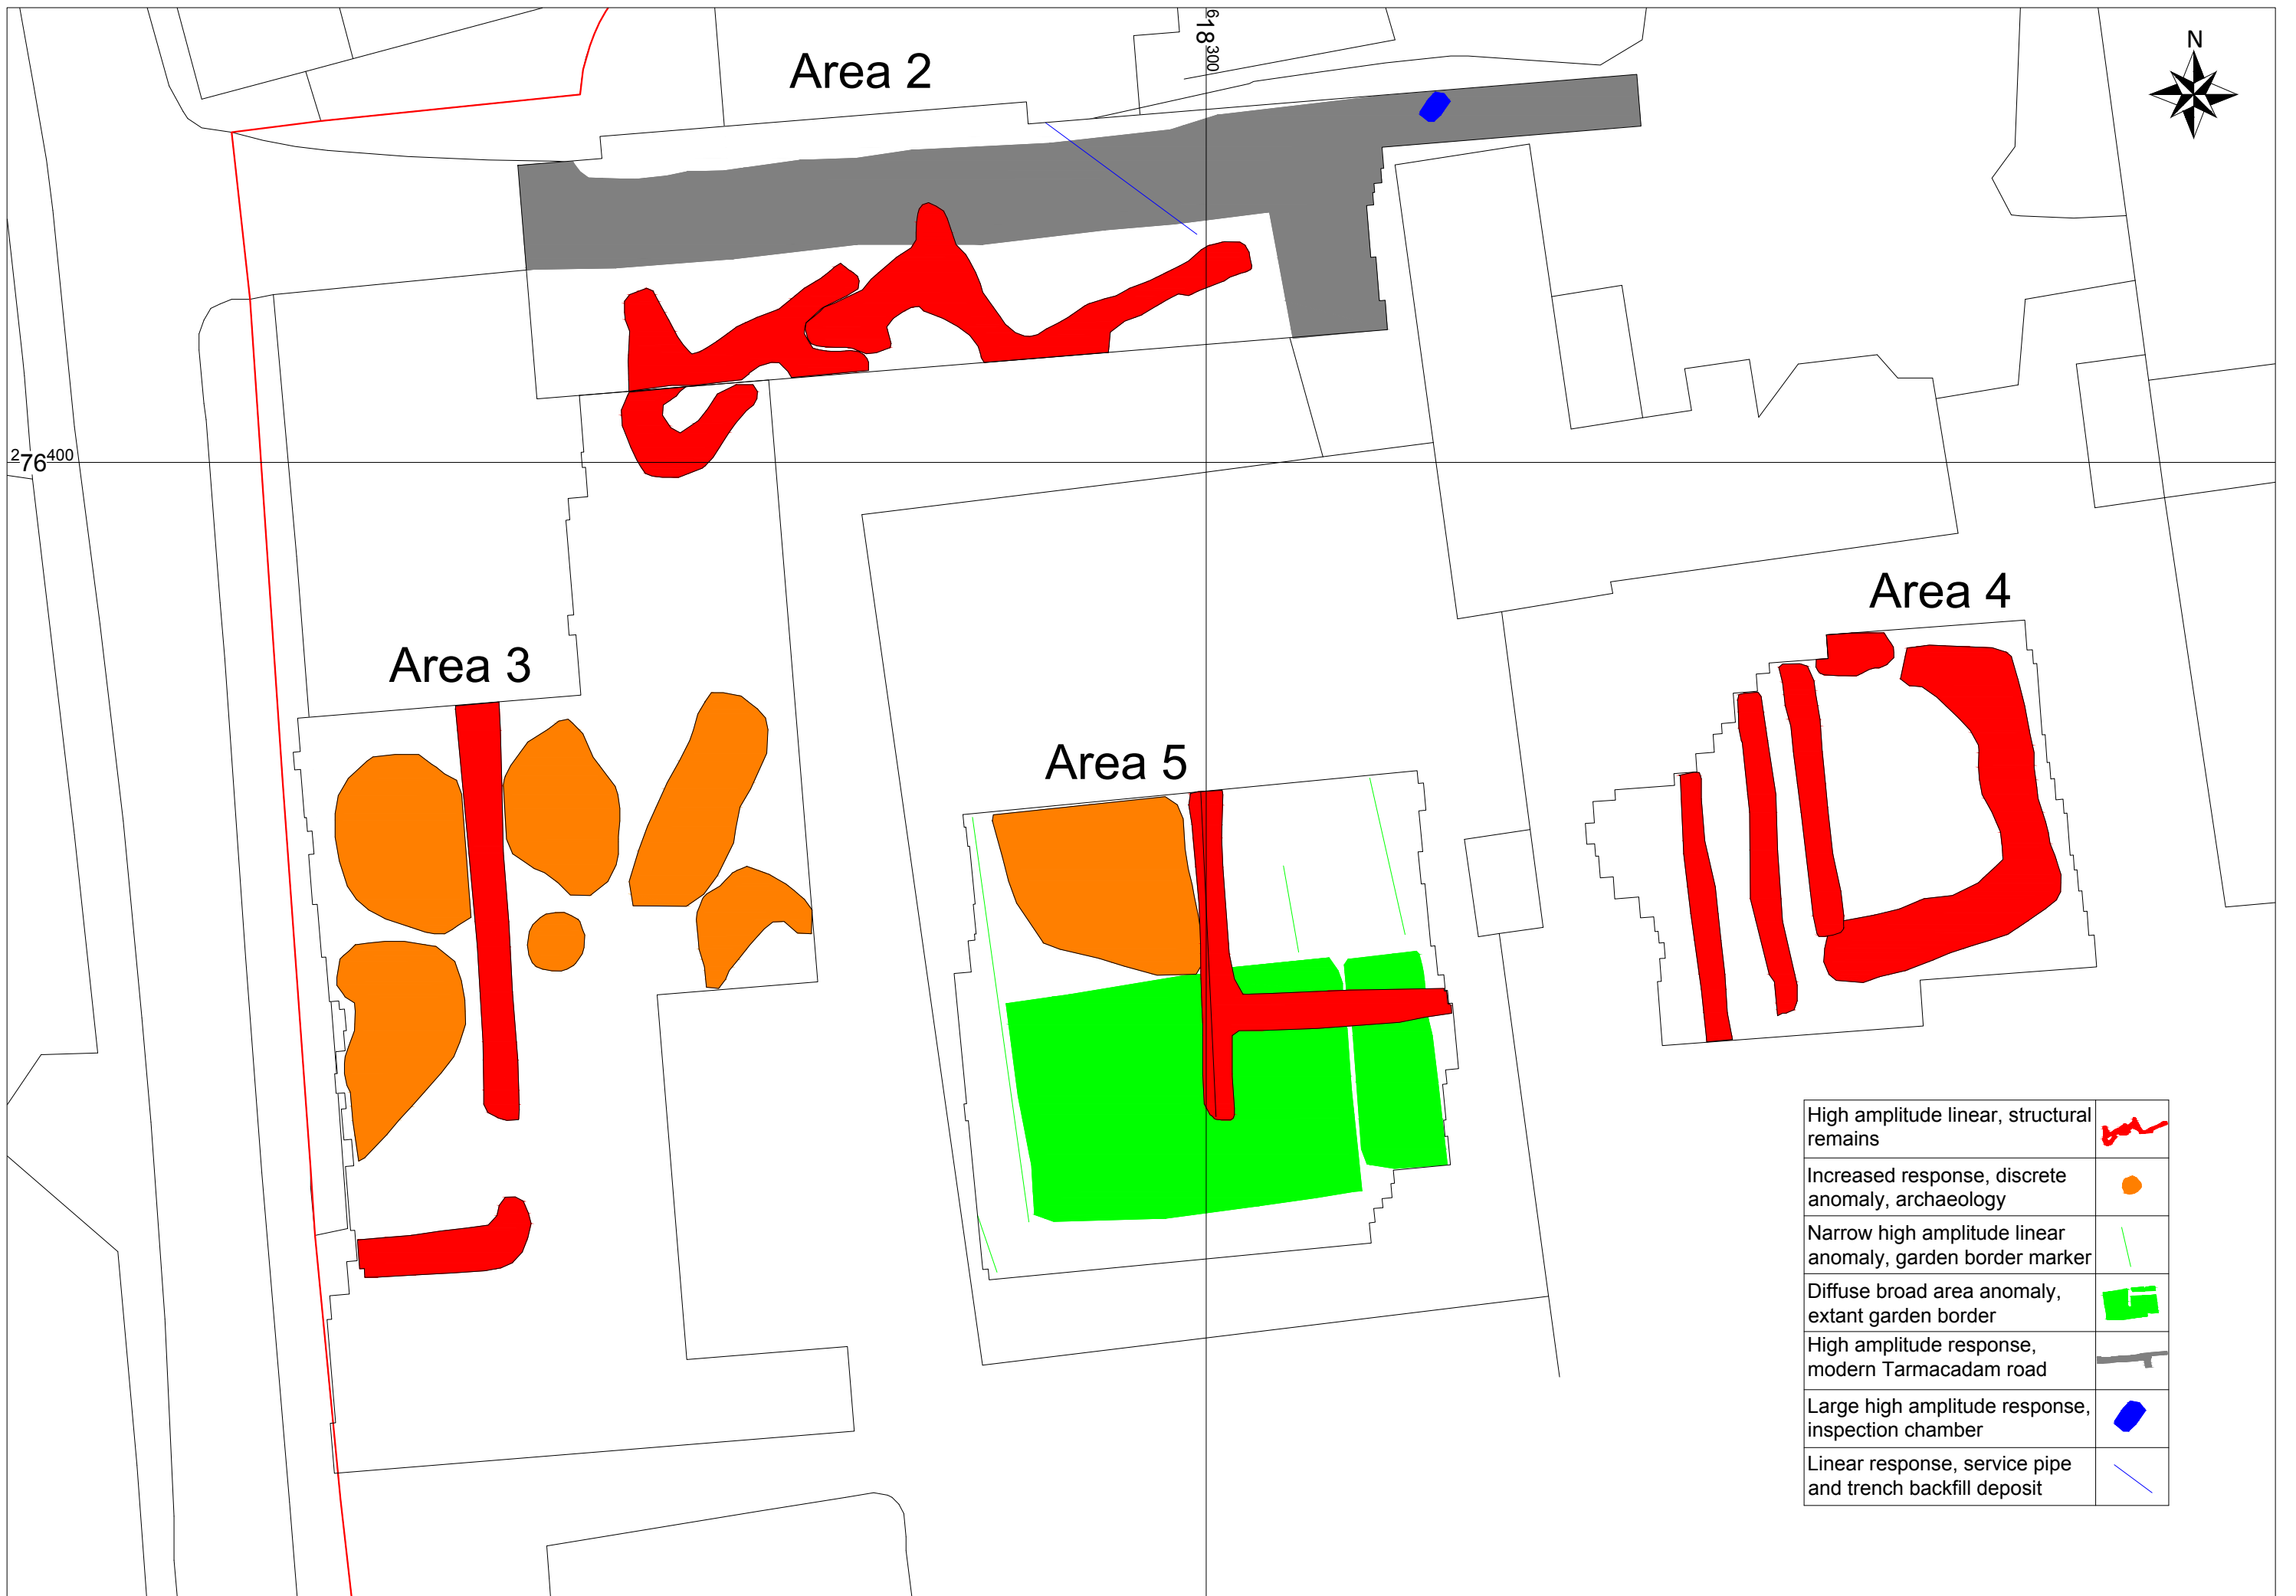 618300
N
Area 2
276400
Area 4
Area 3
Area 5
High amplitude linear, structural
remains
Increased response, discrete
anomaly, archaeology
Narrow high amplitude linear
anomaly, garden border marker
Diffuse broad area anomaly,
extant garden border
High amplitude response,
modern Tarmacadam road
Large high amplitude response,
inspection chamber
Linear response, service pipe
and trench backfill deposit